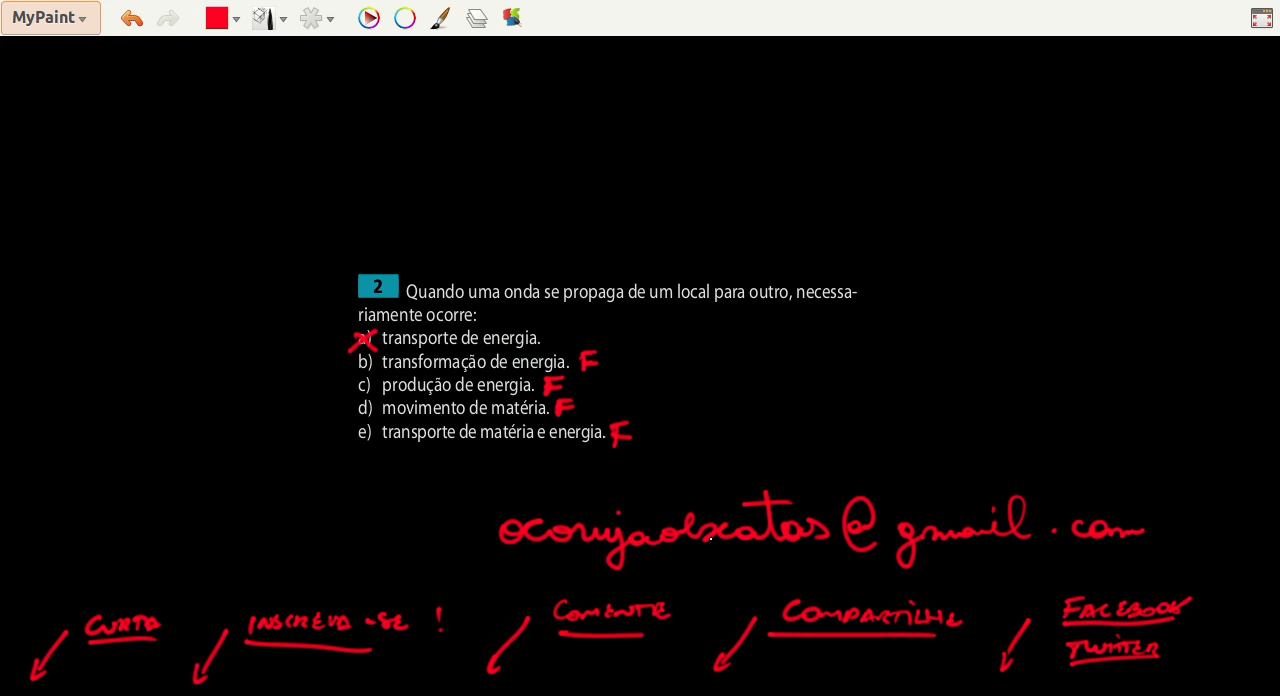 MyPaint
2 Quando uma onda se propaga de um local para outro, necessa-
riamente ocorre:
a) transporte de energia.
b) transformação de energia. F
c) produção de energia. F
d) movimento de matéria. F
e) transporte de matéria e energia. F
ocorujaoexatas@gmail.com
CURTA INSCREVA-SE! COMENTE COMPARTILHE FACEBOOK
TWITTER